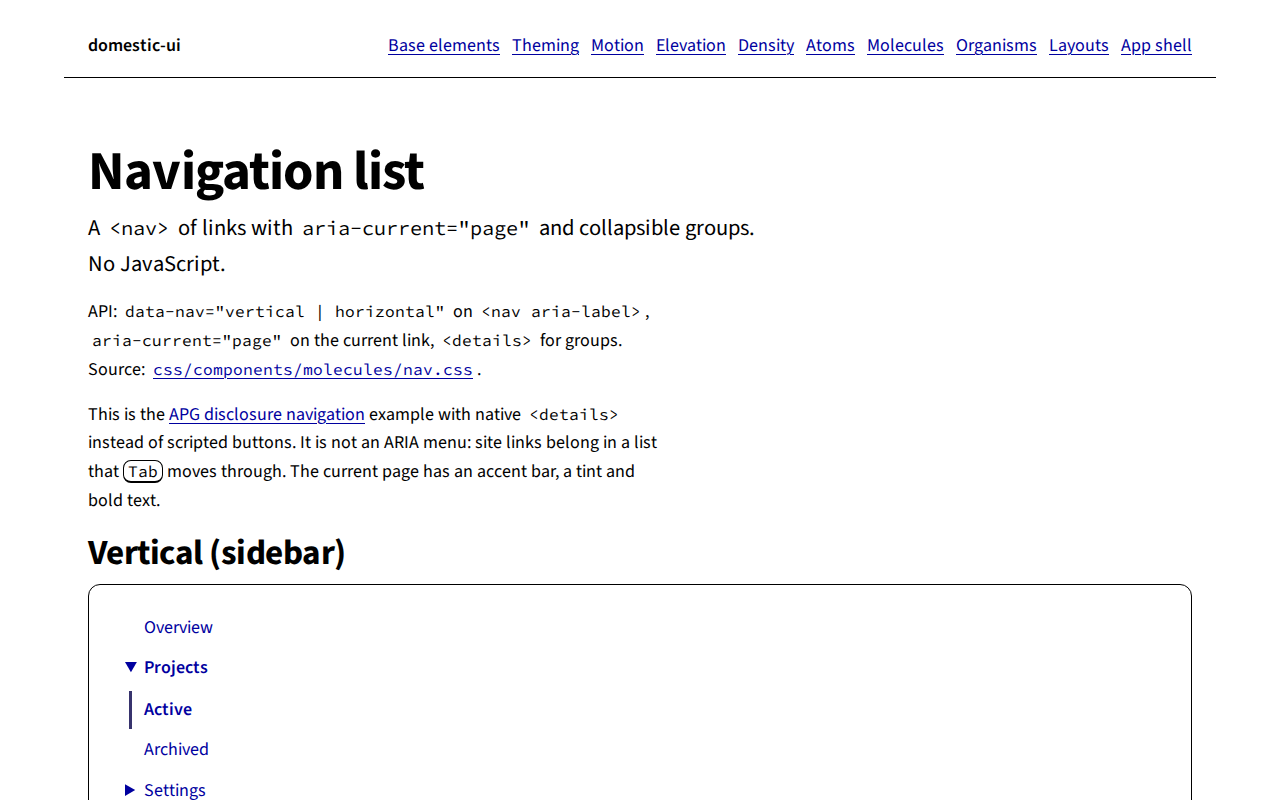 domestic-ui
Base elements Theming Motion Elevation Density Atoms Molecules Organisms Layouts App shell
Navigation list
A <nav> of links with aria-current="page" and collapsible groups.
No JavaScript.
API: data-nav="vertical | horizontal" on <nav aria-label>,
aria-current="page" on the current link, <details> for groups.
Source: css/components/molecules/nav.css.
This is the APG disclosure navigation example with native <details>
instead of scripted buttons. It is not an ARIA menu: site links belong in a list
that Tab moves through. The current page has an accent bar, a tint and
bold text.
Vertical (sidebar)
Overview
Projects
Active
Archived
Settings